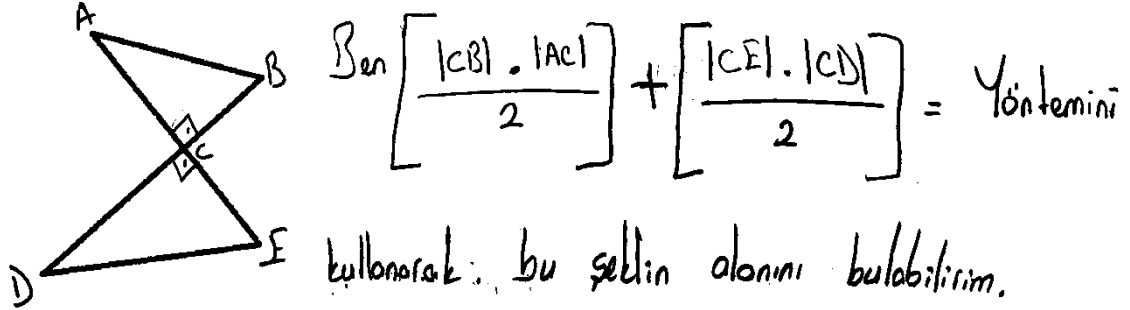 A
B
C
D
E
Ben [ |CB| . |AC| / 2 ] + [ |CE| . |CD| / 2 ] = Yöntemini
kullanarak. bu şeklin alanını bulabilirim.